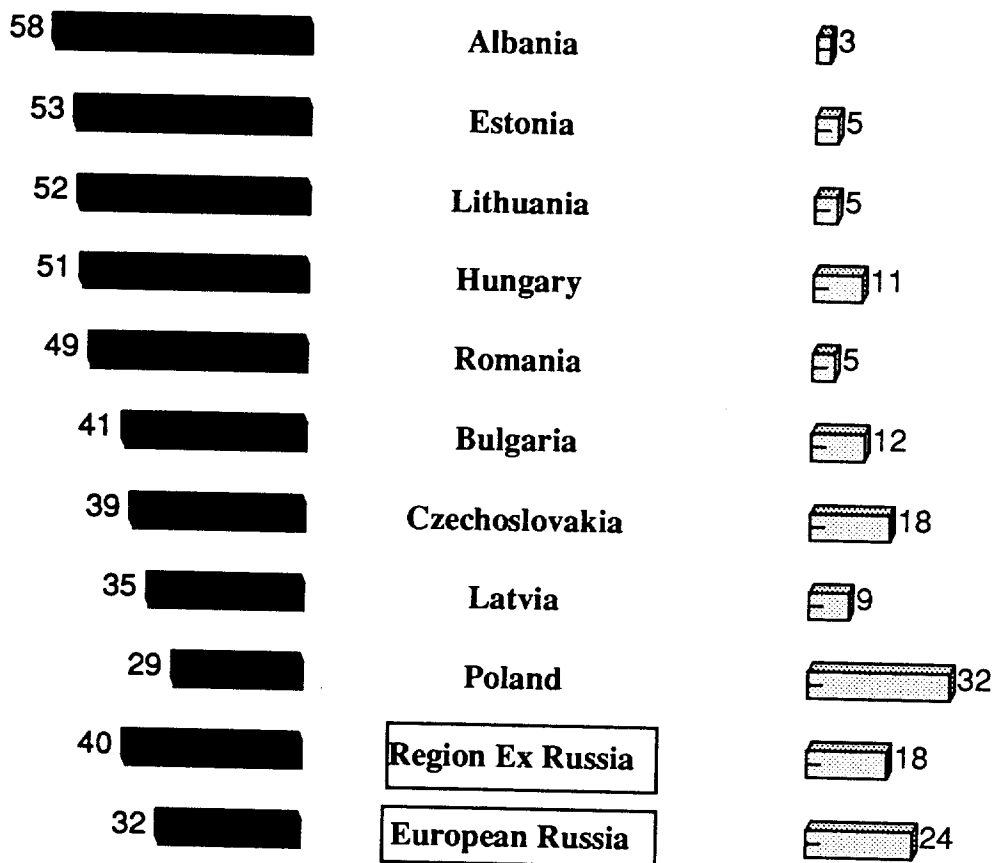 58 Albania 3
53 Estonia 5
52 Lithuania 5
51 Hungary 11
49 Romania 5
41 Bulgaria 12
39 Czechoslovakia 18
35 Latvia 9
29 Poland 32
40 Region Ex Russia 18
32 European Russia 24